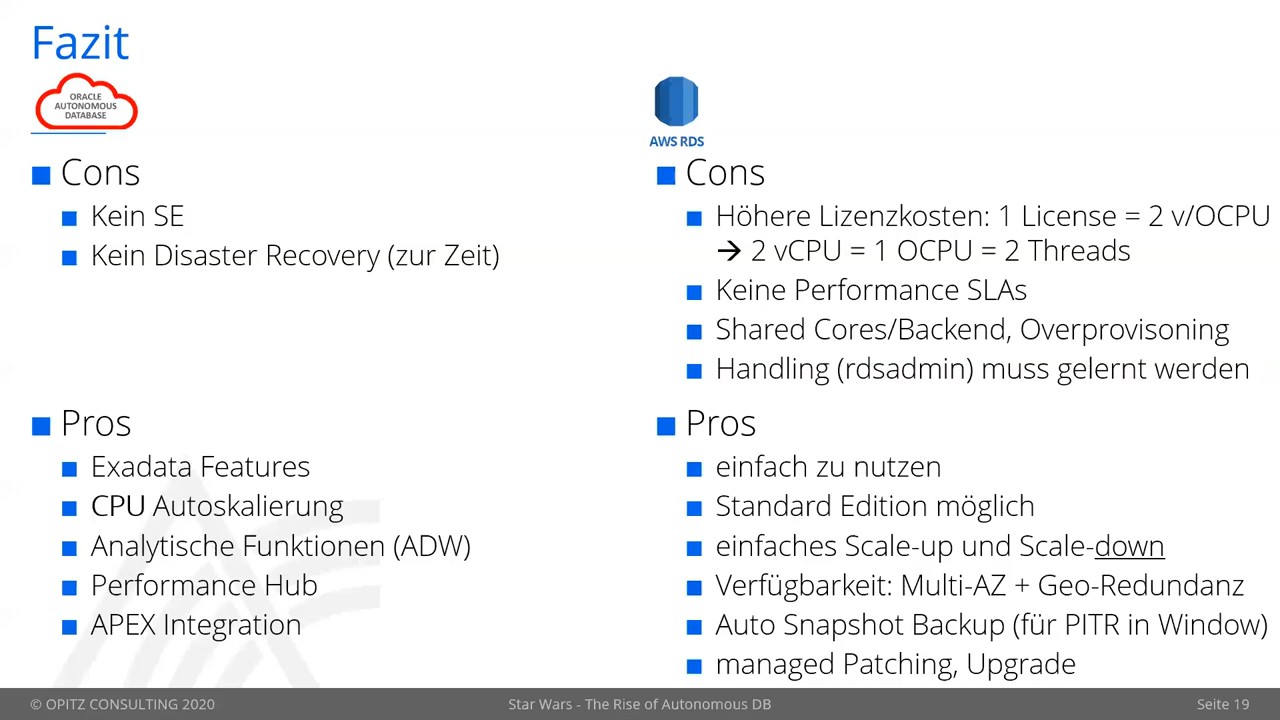 Fazit
ORACLE
AUTONOMOUS
DATABASE
Cons
Kein SE
Kein Disaster Recovery (zur Zeit)
Pros
Exadata Features
CPU Autoskalierung
Analytische Funktionen (ADW)
Performance Hub
APEX Integration
AWS RDS
Cons
Höhere Lizenzkosten: 1 License = 2 v/OCPU
→ 2 vCPU = 1 OCPU = 2 Threads
Keine Performance SLAs
Shared Cores/Backend, Overprovisoning
Handling (rdsadmin) muss gelernt werden
Pros
einfach zu nutzen
Standard Edition möglich
einfaches Scale-up und Scale-down
Verfügbarkeit: Multi-AZ + Geo-Redundanz
Auto Snapshot Backup (für PITR in Window)
managed Patching, Upgrade
© OPITZ CONSULTING 2020
Star Wars - The Rise of Autonomous DB
Seite 19